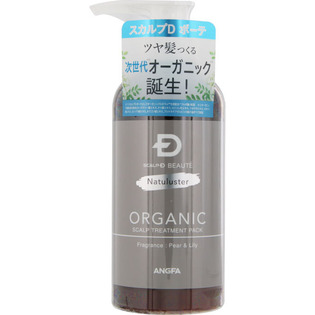 スカルプD ボーテ
ツヤ髪つくる
次世代オーガニック
誕生！
D
SCALP D BEAUTÉ
Natuluster
ORGANIC
SCALP TREATMENT PACK
Fragrance : Pear & Lily
ANGFA